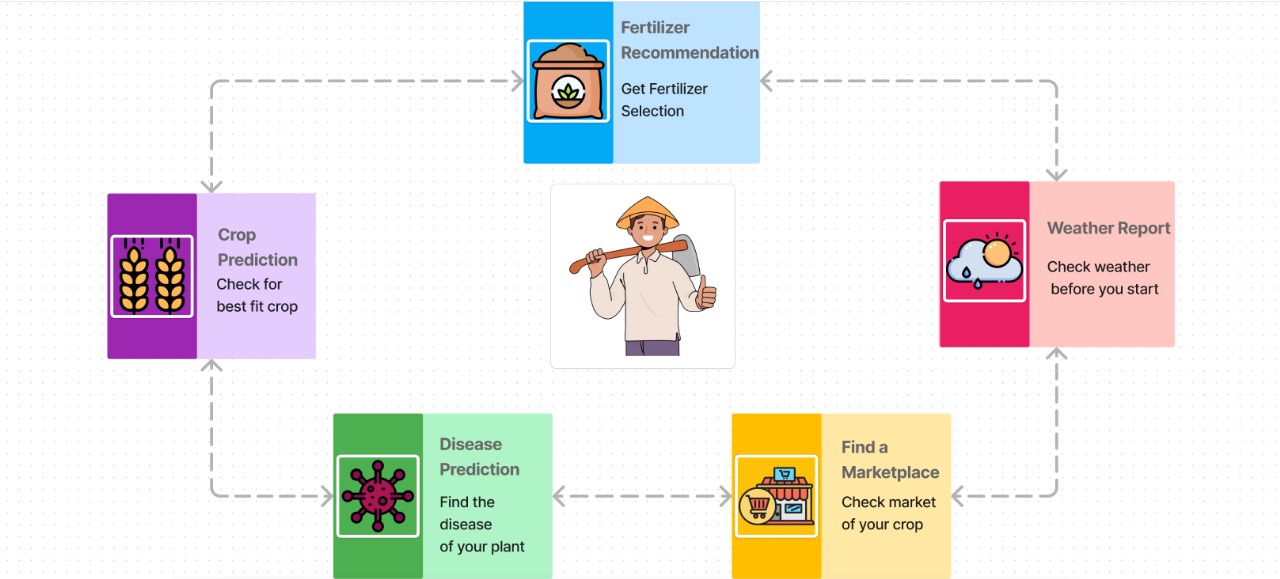 Fertilizer
Recommendation
Get Fertilizer
Selection
Crop
Prediction
Check for
best fit crop
Weather Report
Check weather
before you start
Disease
Prediction
Find the
disease
of your plant
Find a
Marketplace
Check market
of your crop